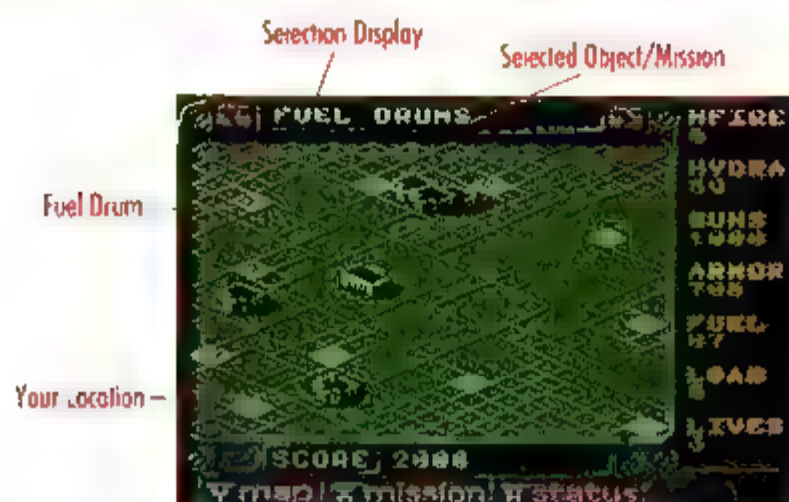 Selection Display
Selected Object/Mission
FUEL DRUMS
HFIRE
HYDRA
GUNS
ARMOR
Fuel Drum
FUEL
LOAD
Your Location
LIVES
SCORE 2000
map mission status